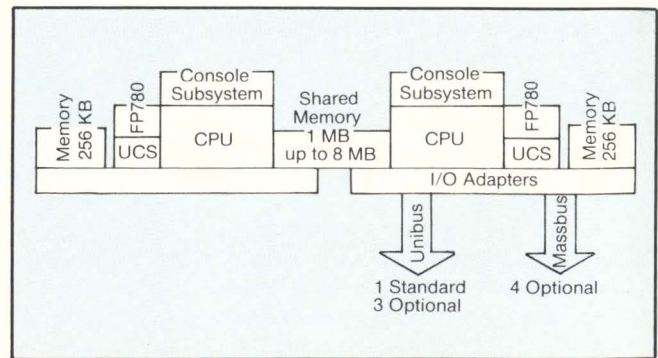 Memory
256 KB
FP780
UCS
Console
Subsystem
CPU
Shared
Memory
1 MB
up to 8 MB
Console
Subsystem
CPU
FP780
UCS
Memory
256 KB
I/O Adapters
Unibus
Massbus
1 Standard
3 Optional
4 Optional